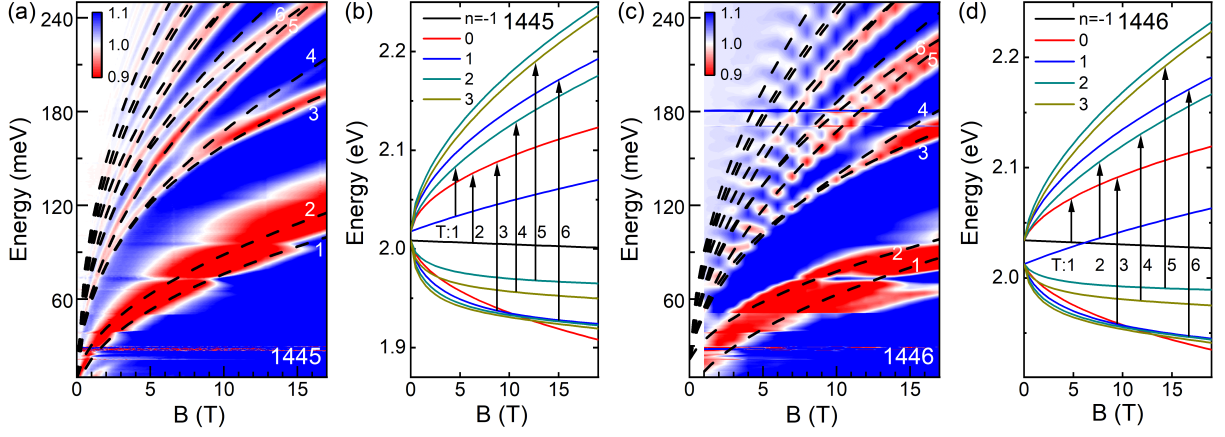 (a)
1.1
1.0
0.9
6
5
4
3
2
1
1445
240
180
120
60
Energy (meV)
0 5 10 15
B (T)
(b)
n=-1 1445
0
1
2
3
T:1 2 3 4 5 6
2.2
2.1
2.0
1.9
Energy (eV)
0 5 10 15
B (T)
(c)
1.1
1.0
0.9
6
5
4
3
2
1
1446
240
180
120
60
Energy (meV)
0 5 10 15
B (T)
(d)
n=-1 1446
0
1
2
3
T:1 2 3 4 5 6
2.2
2.1
2.0
1.9
Energy (eV)
0 5 10 15
B (T)